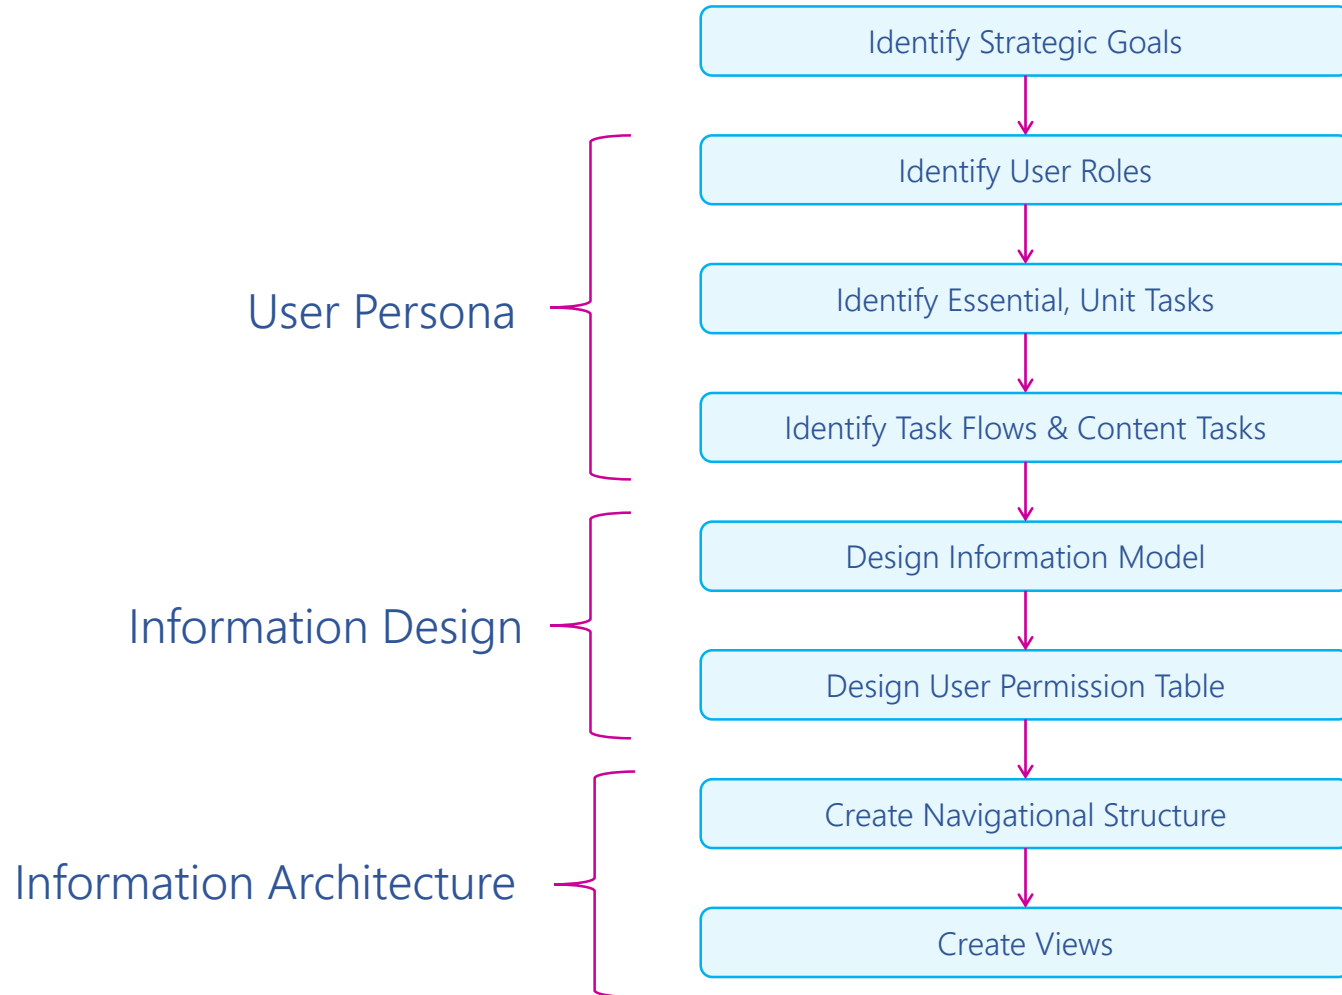 Identify Strategic Goals
Identify User Roles
User Persona
Identify Essential, Unit Tasks
Identify Task Flows & Content Tasks
Design Information Model
Information Design
Design User Permission Table
Create Navigational Structure
Information Architecture
Create Views